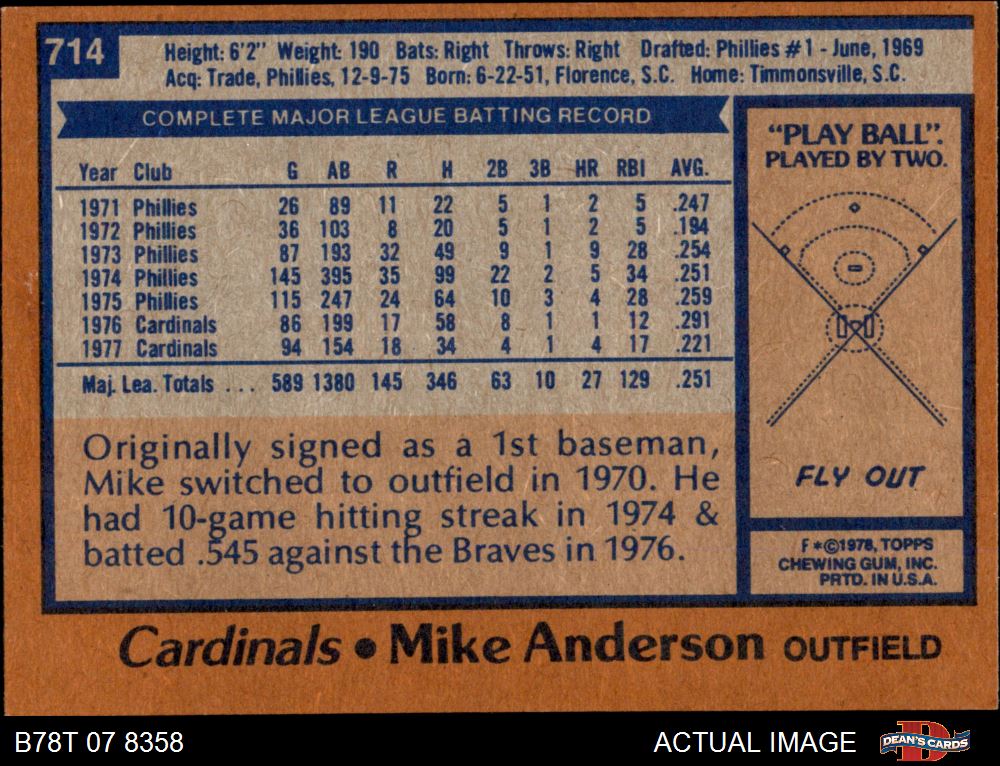 714
Height: 6'2" Weight: 190 Bats: Right Throws: Right Drafted: Phillies #1 - June, 1969
Acq: Trade, Phillies, 12-9-75 Born: 6-22-51, Florence, S.C. Home: Timmonsville, S.C.
COMPLETE MAJOR LEAGUE BATTING RECORD
Year Club G AB R H 2B 3B HR RBI AVG.
1971 Phillies 26 89 11 22 5 1 2 5 .247
1972 Phillies 36 103 8 20 5 1 2 5 .194
1973 Phillies 87 193 32 49 9 1 9 28 .254
1974 Phillies 145 395 35 99 22 2 5 34 .251
1975 Phillies 115 247 24 64 10 3 4 28 .259
1976 Cardinals 86 199 17 58 8 1 1 12 .291
1977 Cardinals 94 154 18 34 4 1 4 17 .221
Maj. Lea. Totals ... 589 1380 145 346 63 10 27 129 .251
Originally signed as a 1st baseman,
Mike switched to outfield in 1970. He
had 10-game hitting streak in 1974 &
batted .545 against the Braves in 1976.
"PLAY BALL".
PLAYED BY TWO.
FLY OUT
F*©1978, TOPPS
CHEWING GUM, INC.
PRTD. IN U.S.A.
Cardinals • Mike Anderson OUTFIELD
B78T 07 8358
ACTUAL IMAGE
D
DEAN'S CARDS